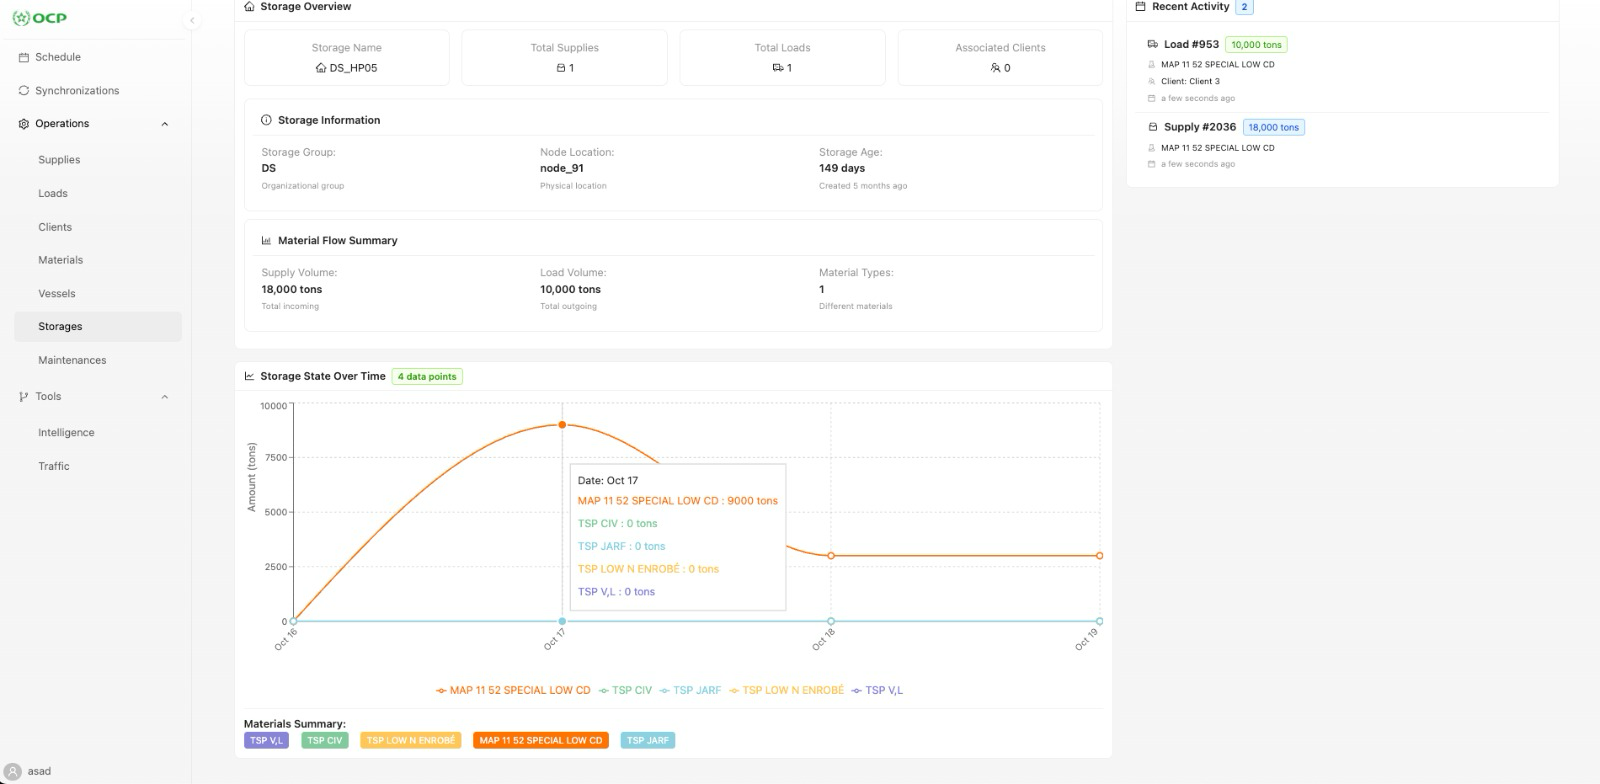 OCP
Schedule
Synchronizations
Operations
Supplies
Loads
Clients
Materials
Vessels
Storages
Maintenances
Tools
Intelligence
Traffic
asad
Storage Overview
Storage Name
DS_HP05
Total Supplies
1
Total Loads
1
Associated Clients
0
Storage Information
Storage Group:
DS
Organizational group
Node Location:
node_91
Physical location
Storage Age:
149 days
Created 5 months ago
Material Flow Summary
Supply Volume:
18,000 tons
Total incoming
Load Volume:
10,000 tons
Total outgoing
Material Types:
1
Different materials
Storage State Over Time 4 data points
Amount (tons)
10000
7500
5000
2500
0
Oct 16
Oct 17
Oct 18
Oct 19
Date: Oct 17
MAP 11 52 SPECIAL LOW CD : 9000 tons
TSP CIV : 0 tons
TSP JARF : 0 tons
TSP LOW N ENROBÉ : 0 tons
TSP V,L : 0 tons
MAP 11 52 SPECIAL LOW CD TSP CIV TSP JARF TSP LOW N ENROBÉ TSP V,L
Materials Summary:
TSP V,L TSP CIV TSP LOW N ENROBÉ MAP 11 52 SPECIAL LOW CD TSP JARF
Recent Activity 2
Load #953 10,000 tons
MAP 11 52 SPECIAL LOW CD
Client: Client 3
a few seconds ago
Supply #2036 18,000 tons
MAP 11 52 SPECIAL LOW CD
a few seconds ago